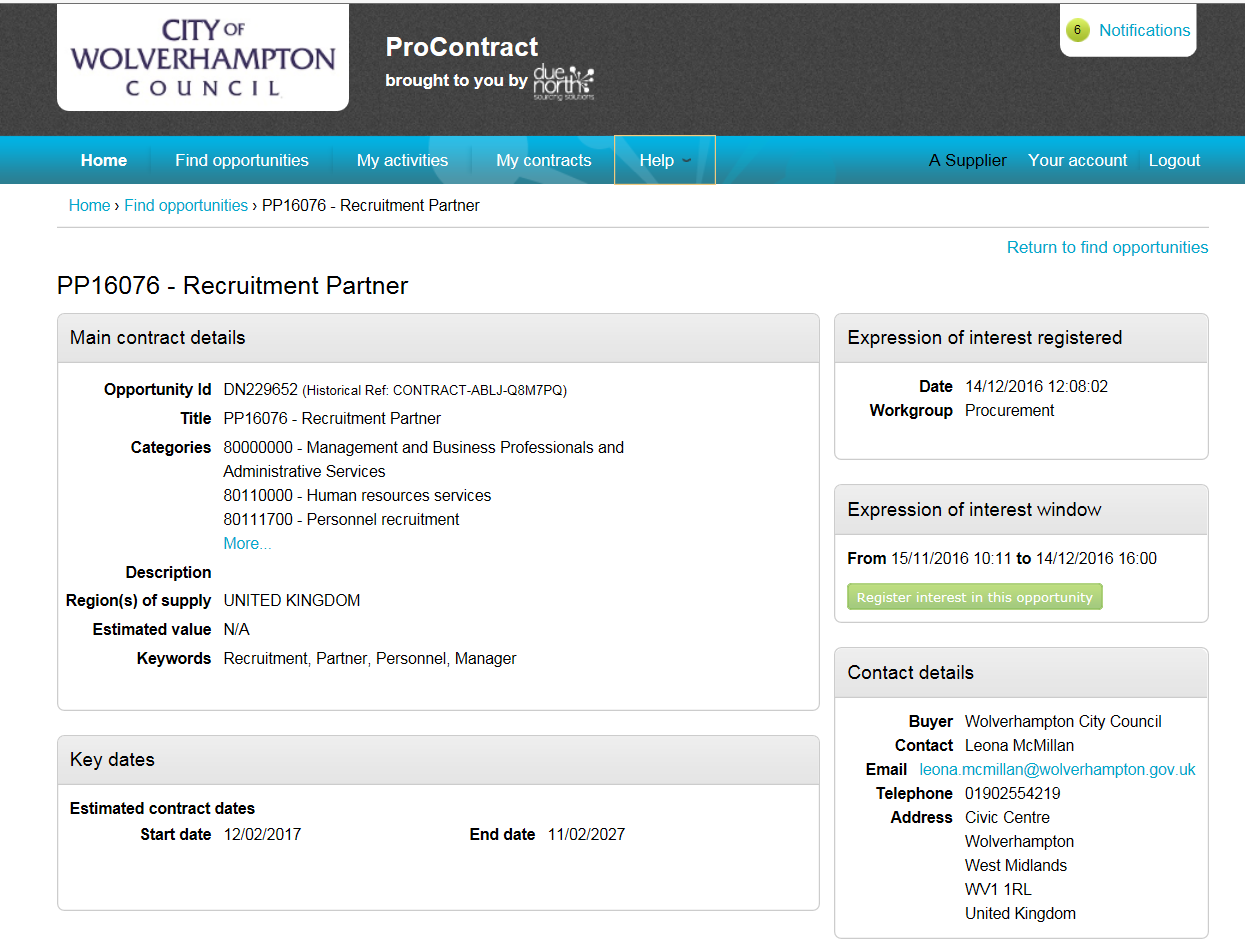 CITY OF
WOLVERHAMPTON
COUNCIL
ProContract
brought to you by due north sourcing solutions
6 Notifications
Home Find opportunities My activities My contracts Help A Supplier Your account Logout
Home › Find opportunities › PP16076 - Recruitment Partner
Return to find opportunities
PP16076 - Recruitment Partner
Main contract details
Opportunity Id DN229652 (Historical Ref: CONTRACT-ABLJ-Q8M7PQ)
Title PP16076 - Recruitment Partner
Categories 80000000 - Management and Business Professionals and
Administrative Services
80110000 - Human resources services
80111700 - Personnel recruitment
More...
Description
Region(s) of supply UNITED KINGDOM
Estimated value N/A
Keywords Recruitment, Partner, Personnel, Manager
Key dates
Estimated contract dates
Start date 12/02/2017 End date 11/02/2027
Expression of interest registered
Date 14/12/2016 12:08:02
Workgroup Procurement
Expression of interest window
From 15/11/2016 10:11 to 14/12/2016 16:00
Register interest in this opportunity
Contact details
Buyer Wolverhampton City Council
Contact Leona McMillan
Email leona.mcmillan@wolverhampton.gov.uk
Telephone 01902554219
Address Civic Centre
Wolverhampton
West Midlands
WV1 1RL
United Kingdom